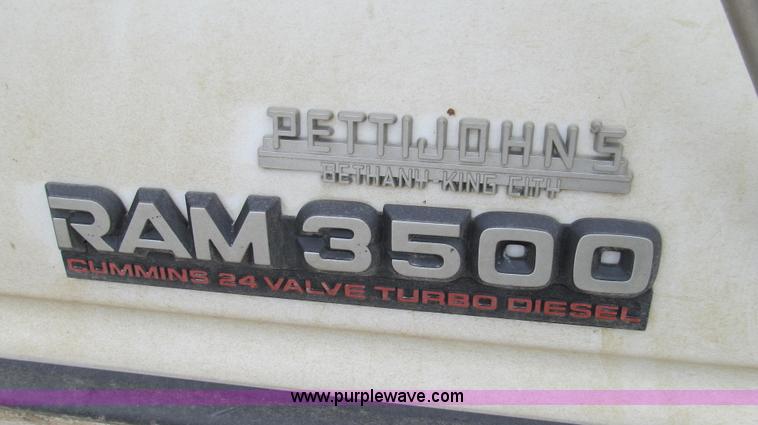 PETTIJOHN'S
BETHANY-KING CITY
RAM 3500
CUMMINS 24 VALVE TURBO DIESEL
www.purplewave.com